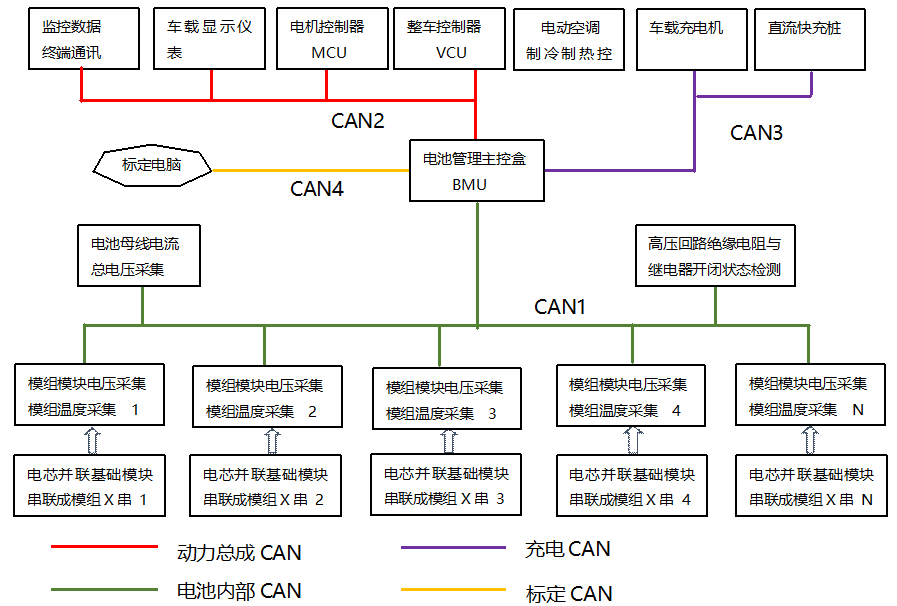 监控数据
终端通讯
车载显示仪
表
电机控制器
MCU
整车控制器
VCU
电动空调
制冷制热控
车载充电机
直流快充桩
CAN2
CAN3
标定电脑
CAN4
电池管理主控盒
BMU
电池母线电流
总电压采集
高压回路绝缘电阻与
继电器开闭状态检测
CAN1
模组模块电压采集
模组温度采集 1
模组模块电压采集
模组温度采集 2
模组模块电压采集
模组温度采集 3
模组模块电压采集
模组温度采集 4
模组模块电压采集
模组温度采集 N
电芯并联基础模块
串联成模组X串 1
电芯并联基础模块
串联成模组X串 2
电芯并联基础模块
串联成模组X串 3
电芯并联基础模块
串联成模组X串 4
电芯并联基础模块
串联成模组X串 N
动力总成 CAN
充电 CAN
电池内部 CAN
标定 CAN